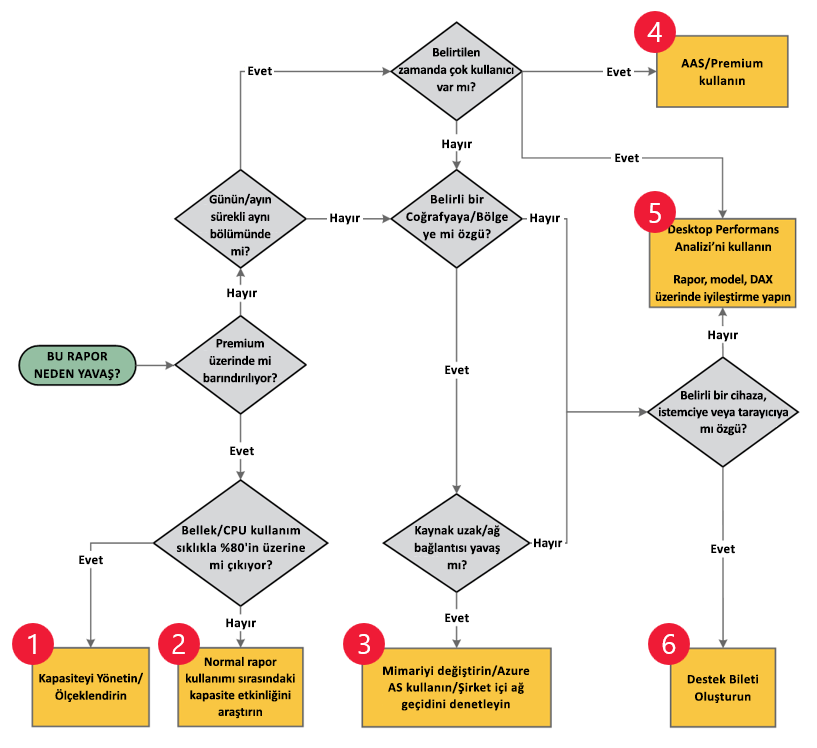 BU RAPOR
NEDEN YAVAŞ?
Premium
üzerinde mi
barındırılıyor?
Hayır
Günün/ayın
sürekli aynı
bölümünde
mi?
Evet
Hayır
Belirtilen
zamanda çok kullanıcı
var mı?
Evet
4
AAS/Premium
kullanın
Evet
Hayır
Belirli bir
Coğrafyaya/Bölge
ye mi özgü?
Hayır
5
Desktop Performans
Analizi’ni kullanın
Rapor, model, DAX
üzerinde iyileştirme yapın
Hayır
Belirli bir cihaza,
istemciye veya tarayıcıya
mı özgü?
Evet
Evet
Evet
Bellek/CPU kullanım
sıklıkla %80'in üzerine
mi çıkıyor?
Evet
Hayır
Kaynak uzak/ağ
bağlantısı yavaş
mı?
Hayır
Evet
1
Kapasiteyi Yönetin/
Ölçeklendirin
2
Normal rapor
kullanımı sırasındaki
kapasite etkinliğini
araştırın
3
Mimariyi değiştirin/Azure
AS kullanın/Şirket içi ağ
geçidini denetleyin
6
Destek Bileti
Oluşturun